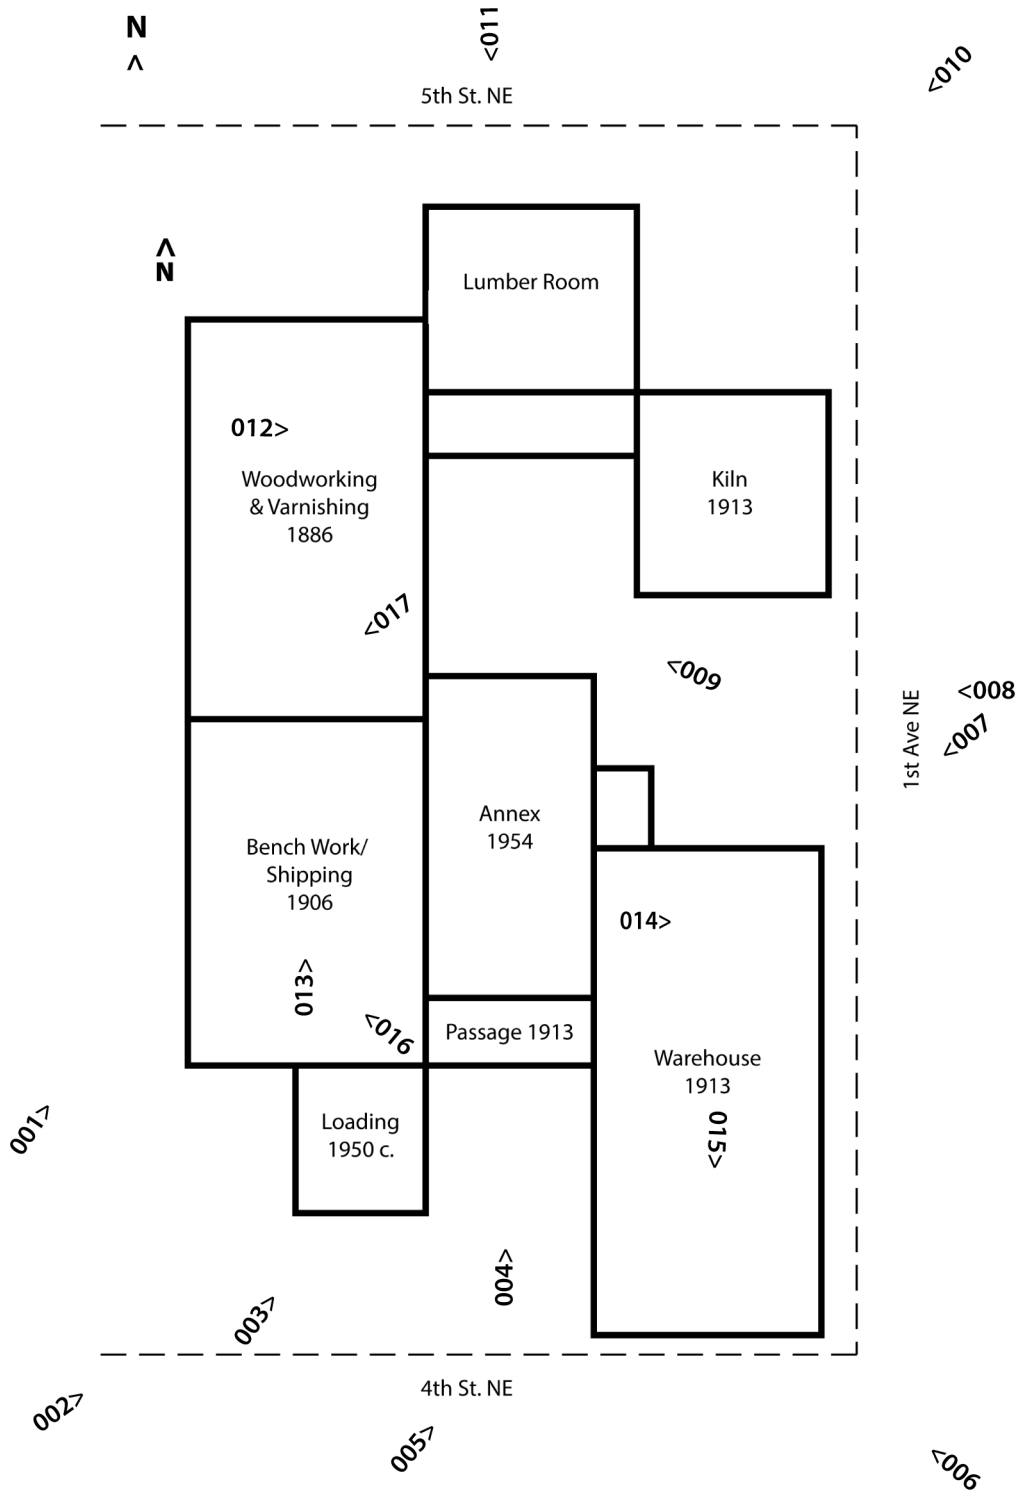 N
^
<011
<010
5th St. NE
^
N
Lumber Room
012>
Woodworking
& Varnishing
1886
Kiln
1913
<017
<009
<008
<007
1st Ave NE
Annex
1954
Bench Work/
Shipping
1906
014>
013>
<016
Passage 1913
Warehouse
1913
015>
001>
Loading
1950 c.
004>
003>
4th St. NE
002>
005>
<006